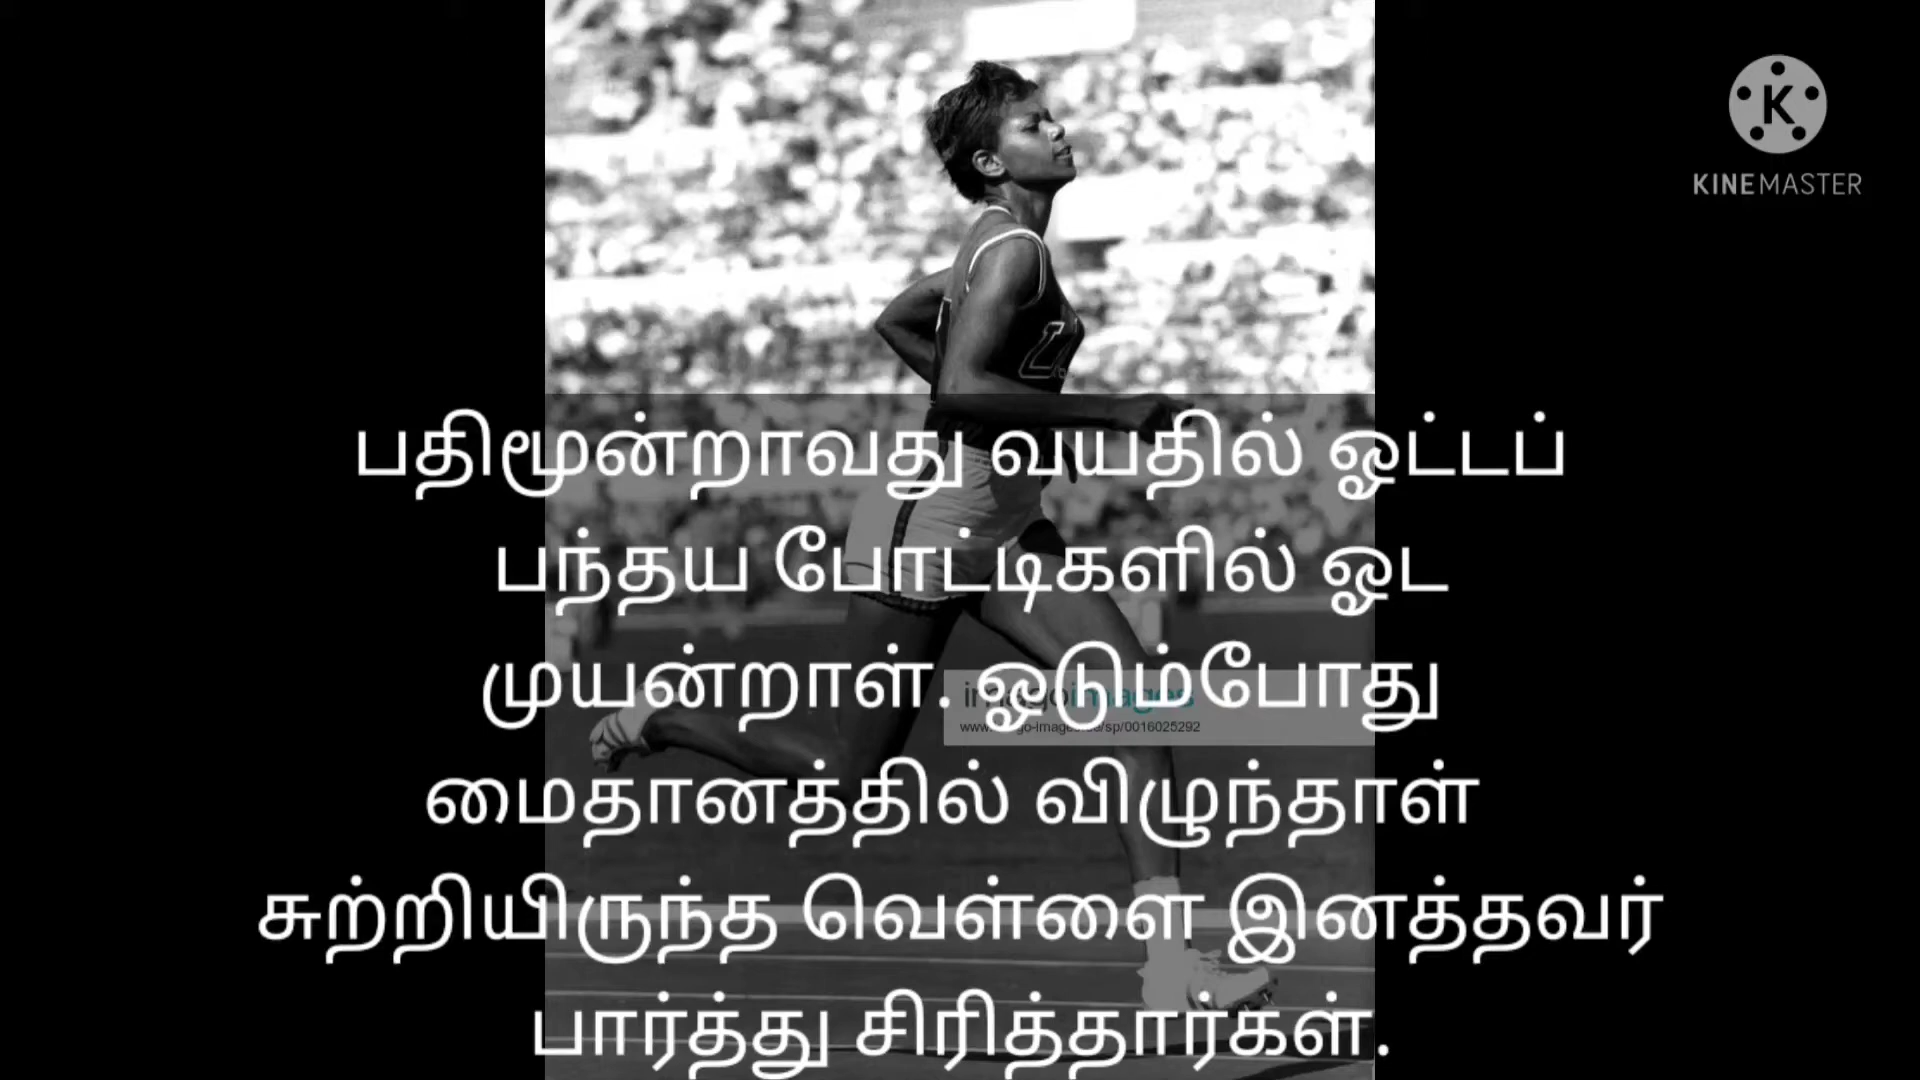 KINEMASTER
பதிமூன்றாவது வயதில் ஓட்டப்
பந்தய போட்டிகளில் ஓட
முயன்றாள். ஓடும்போது
மைதானத்தில் விழுந்தாள்
சுற்றியிருந்த வெள்ளை இனத்தவர்
பார்த்து சிரித்தார்கள்.